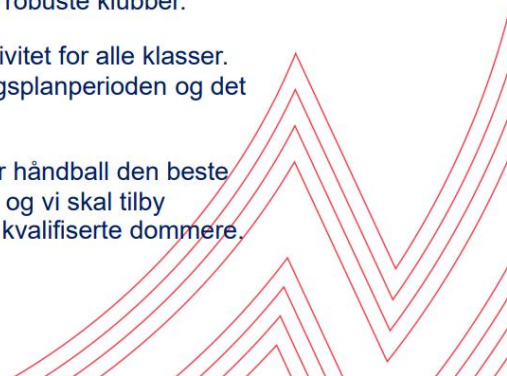 robuste klubber.
ivitet for alle klasser.
gsplanperioden og det
r håndball den beste
og vi skal tilby
kvalifiserte dommere.